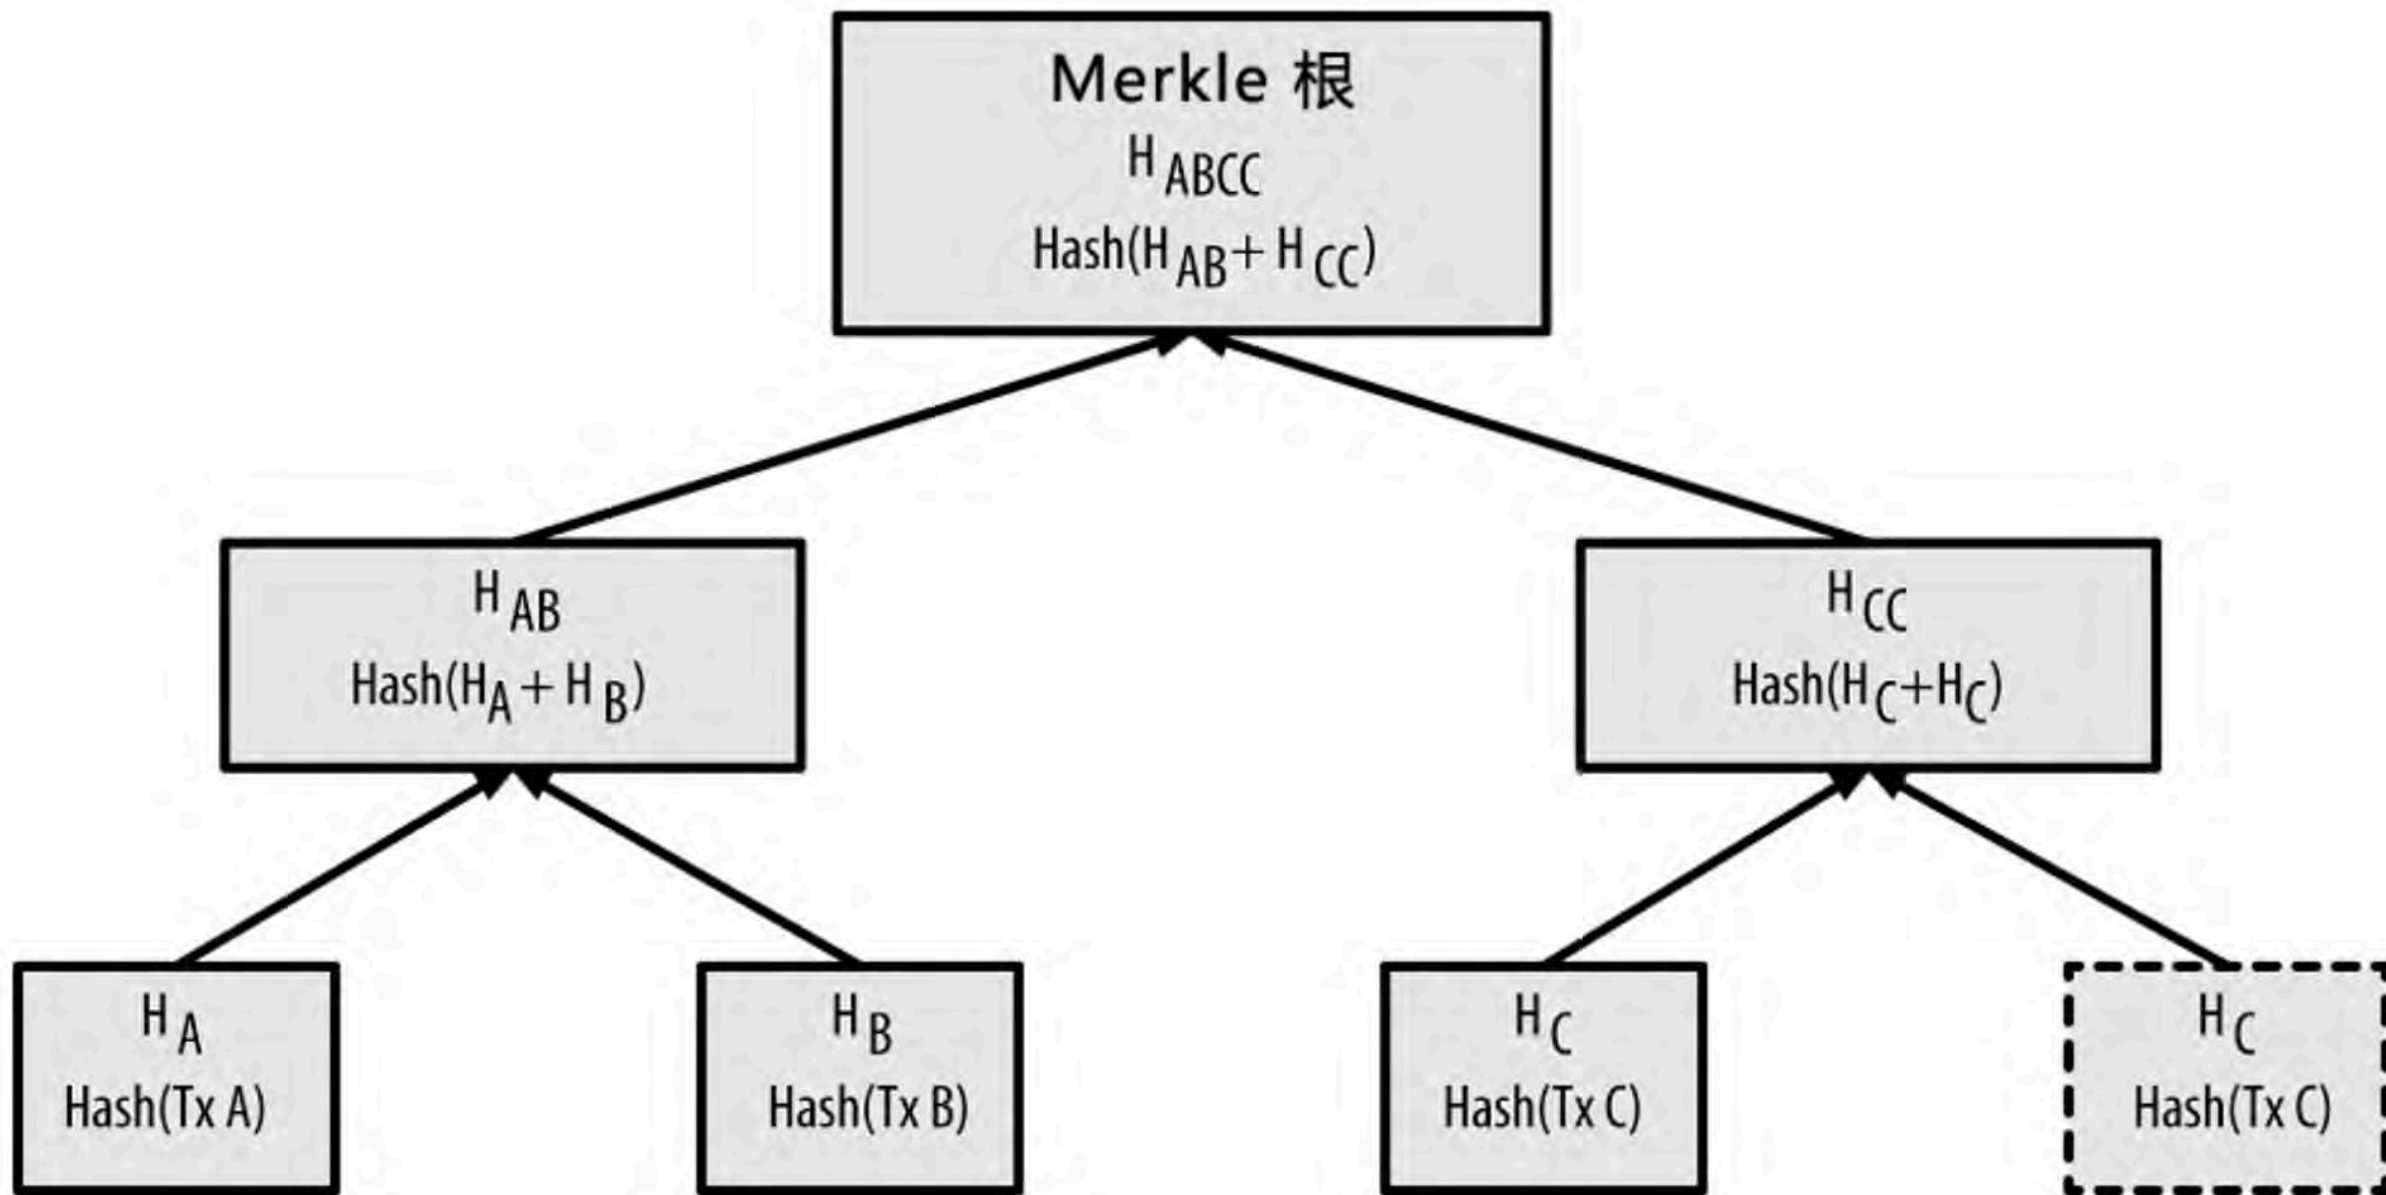 Merkle 根
H ABCC
Hash(H AB + H CC)
H AB
Hash(H A + H B)
H CC
Hash(H C+H C)
H A
Hash(Tx A)
H B
Hash(Tx B)
H C
Hash(Tx C)
H C
Hash(Tx C)